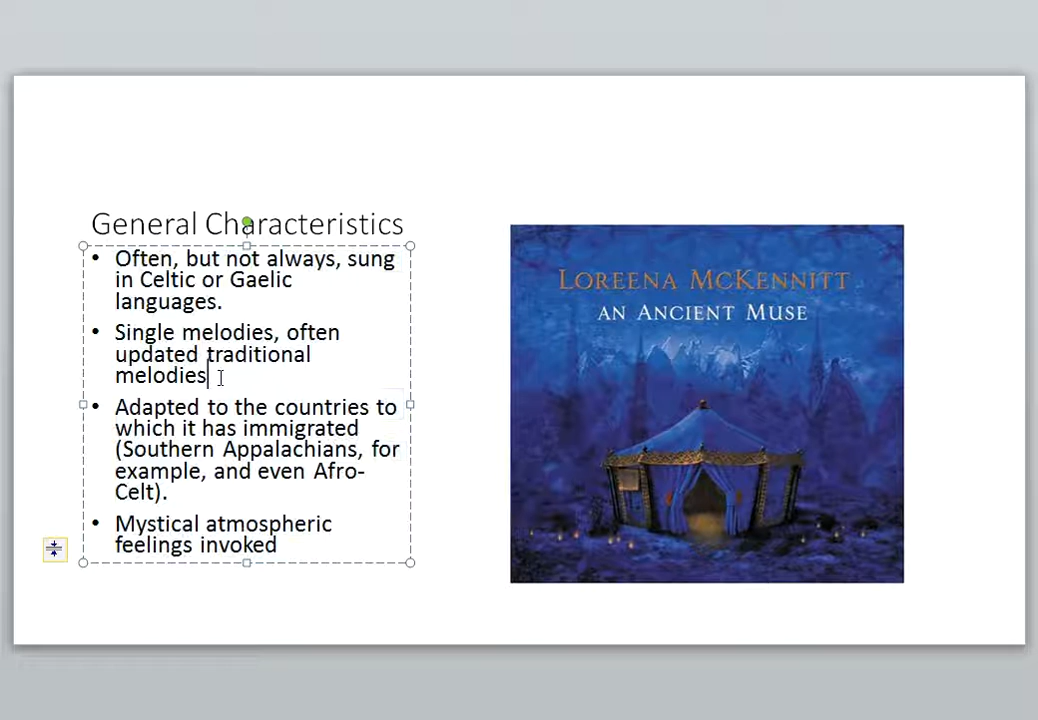 General Characteristics
• Often, but not always, sung
in Celtic or Gaelic
languages.
• Single melodies, often
updated traditional
melodies
• Adapted to the countries to
which it has immigrated
(Southern Appalachians, for
example, and even Afro-
Celt).
• Mystical atmospheric
feelings invoked
LOREENA MCKENNITT
AN ANCIENT MUSE